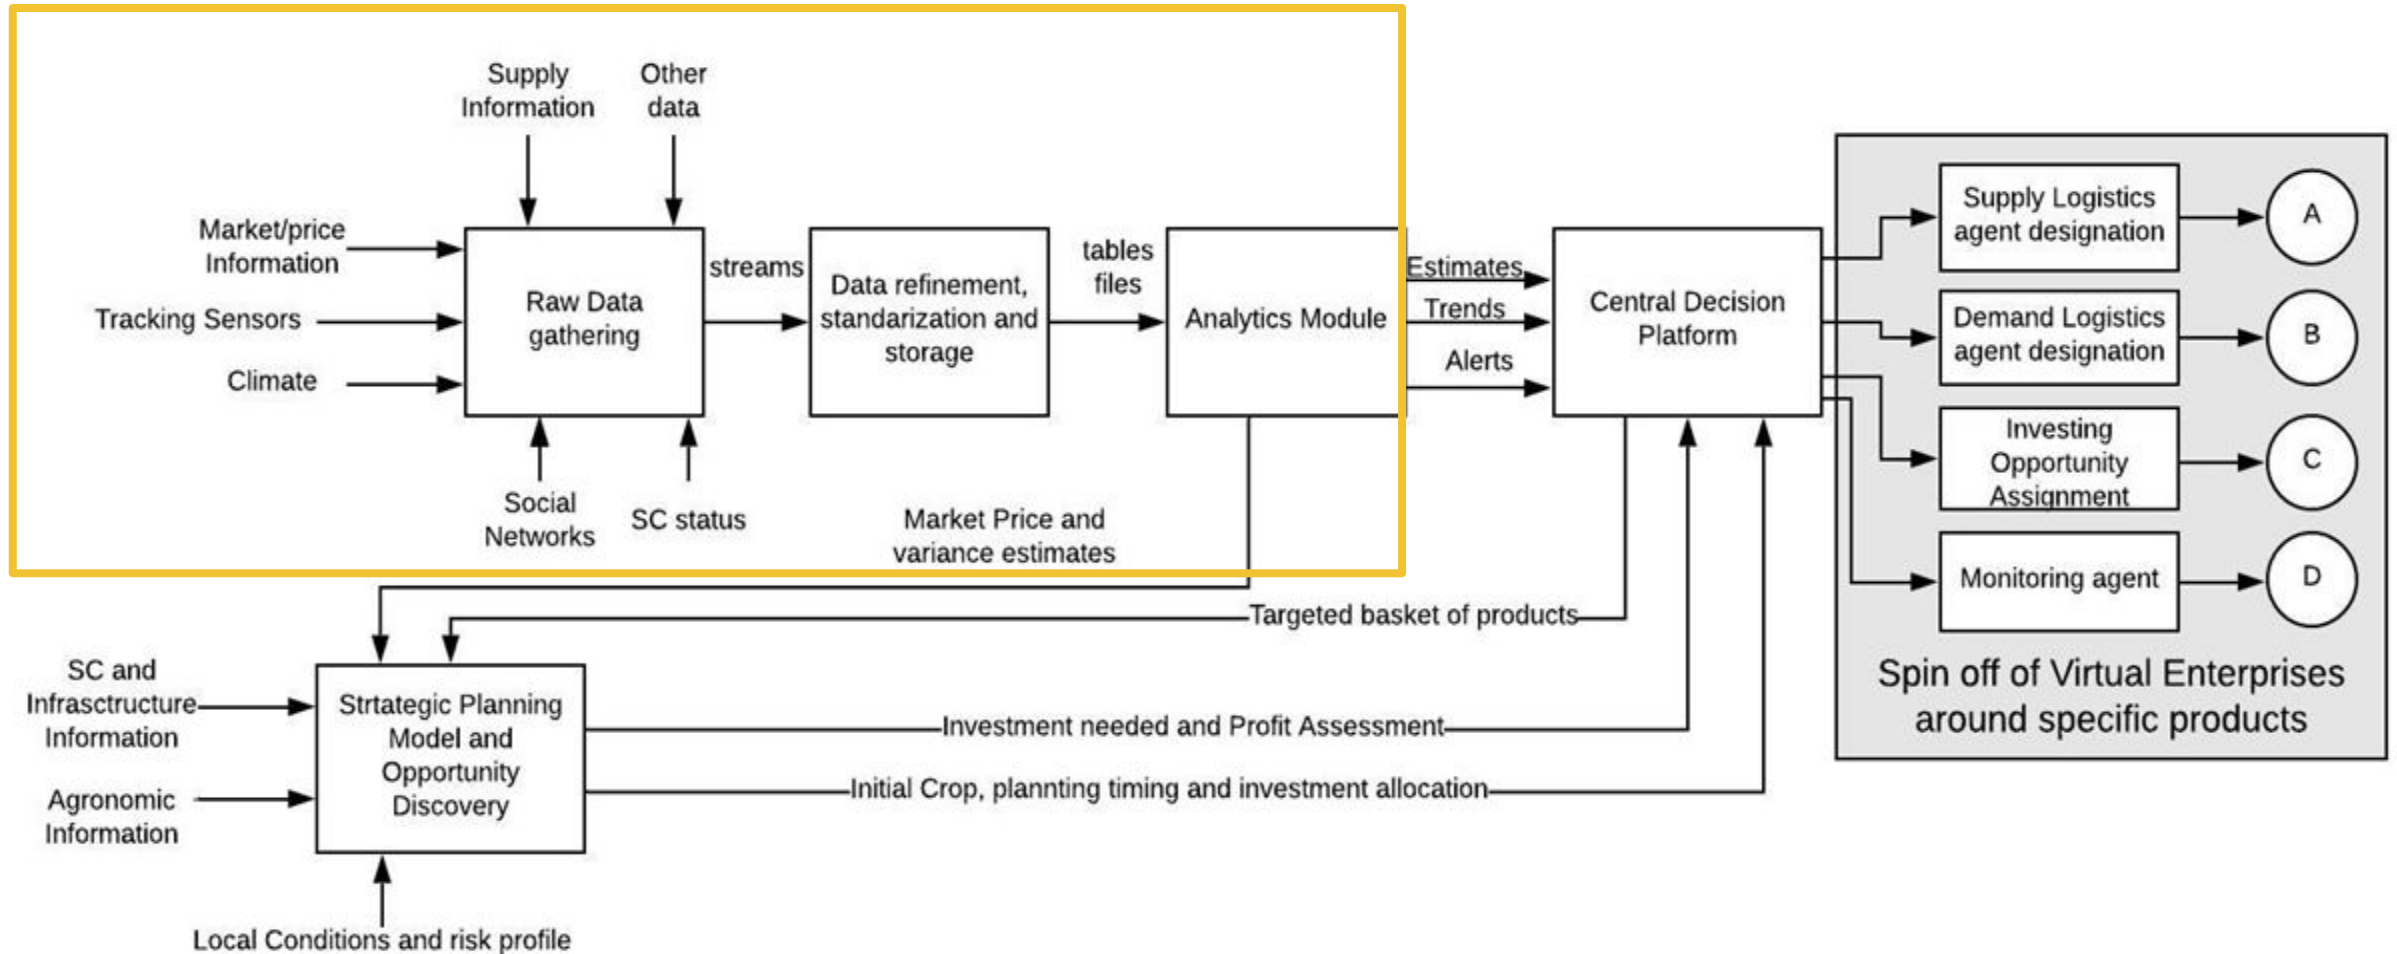 Supply
Information
Other
data
Market/price
Information
Tracking Sensors
Climate
Raw Data
gathering
streams
Data refinement,
standarization and
storage
tables
files
Analytics Module
Estimates
Trends
Alerts
Central Decision
Platform
Social
Networks
SC status
Market Price and
variance estimates
Supply Logistics
agent designation
A
Demand Logistics
agent designation
B
Investing
Opportunity
Assignment
C
Monitoring agent
D
Spin off of Virtual Enterprises
around specific products
Targeted basket of products
SC and
Infrasctructure
Information
Agronomic
Information
Strtategic Planning
Model and
Opportunity
Discovery
Investment needed and Profit Assessment
Initial Crop, plannting timing and investment allocation
Local Conditions and risk profile